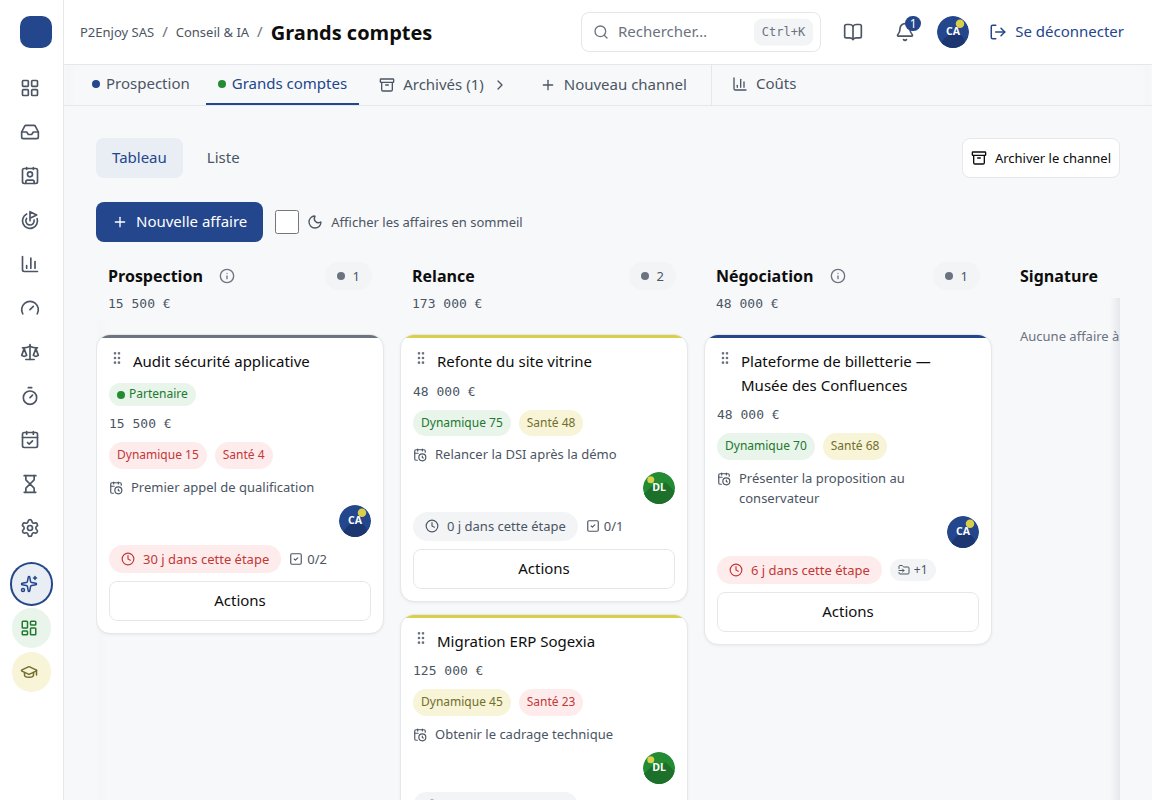 P2Enjoy SAS / Conseil & IA / Grands comptes
Rechercher... Ctrl+K
1
CA
Se déconnecter
Prospection
Grands comptes
Archivés (1)
Nouveau channel
Coûts
Tableau
Liste
Archiver le channel
Nouvelle affaire
Afficher les affaires en sommeil
Prospection
1
15 500 €
Audit sécurité applicative
Partenaire
15 500 €
Dynamique 15
Santé 4
Premier appel de qualification
CA
30 j dans cette étape
0/2
Actions
Relance
2
173 000 €
Refonte du site vitrine
48 000 €
Dynamique 75
Santé 48
Relancer la DSI après la démo
DL
0 j dans cette étape
0/1
Actions
Migration ERP Sogexia
125 000 €
Dynamique 45
Santé 23
Obtenir le cadrage technique
DL
Négociation
1
48 000 €
Plateforme de billetterie —
Musée des Confluences
48 000 €
Dynamique 70
Santé 68
Présenter la proposition au
conservateur
CA
6 j dans cette étape
+1
Actions
Signature
Aucune affaire à